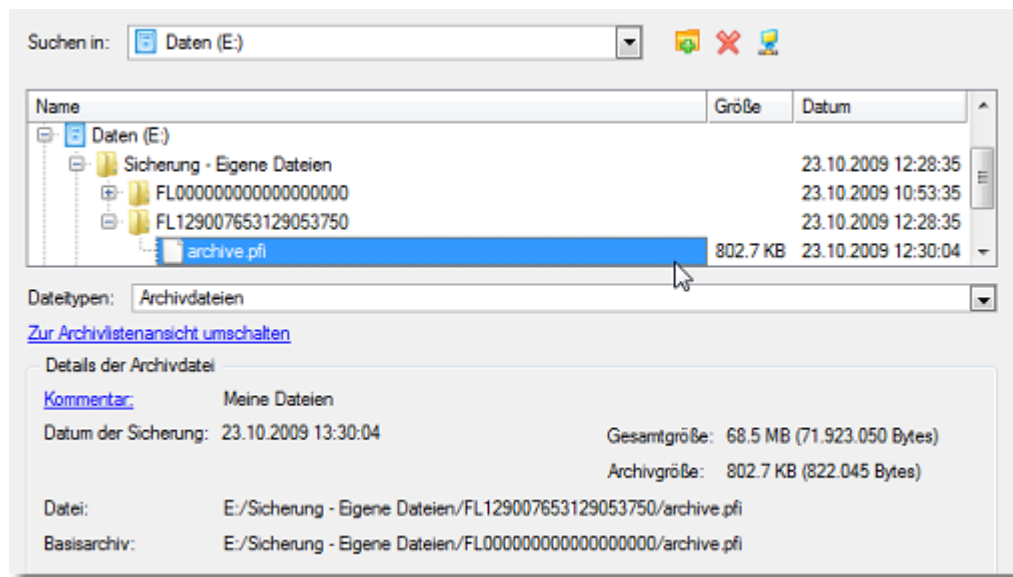 Suchen in: Daten (E:)
Name Größe Datum
Daten (E:)
Sicherung - Eigene Dateien 23.10.2009 12:28:35
FL000000000000000000 23.10.2009 10:53:35
FL129007653129053750 23.10.2009 12:28:35
archive.pfi 802.7 KB 23.10.2009 12:30:04
Dateitypen: Archivdateien
Zur Archivlistenansicht umschalten
Details der Archivdatei
Kommentar: Meine Dateien
Datum der Sicherung: 23.10.2009 13:30:04
Gesamtgröße: 68.5 MB (71.923.050 Bytes)
Archivgröße: 802.7 KB (822.045 Bytes)
Datei: E:/Sicherung - Eigene Dateien/FL129007653129053750/archive.pfi
Basisarchiv: E:/Sicherung - Eigene Dateien/FL000000000000000000/archive.pfi